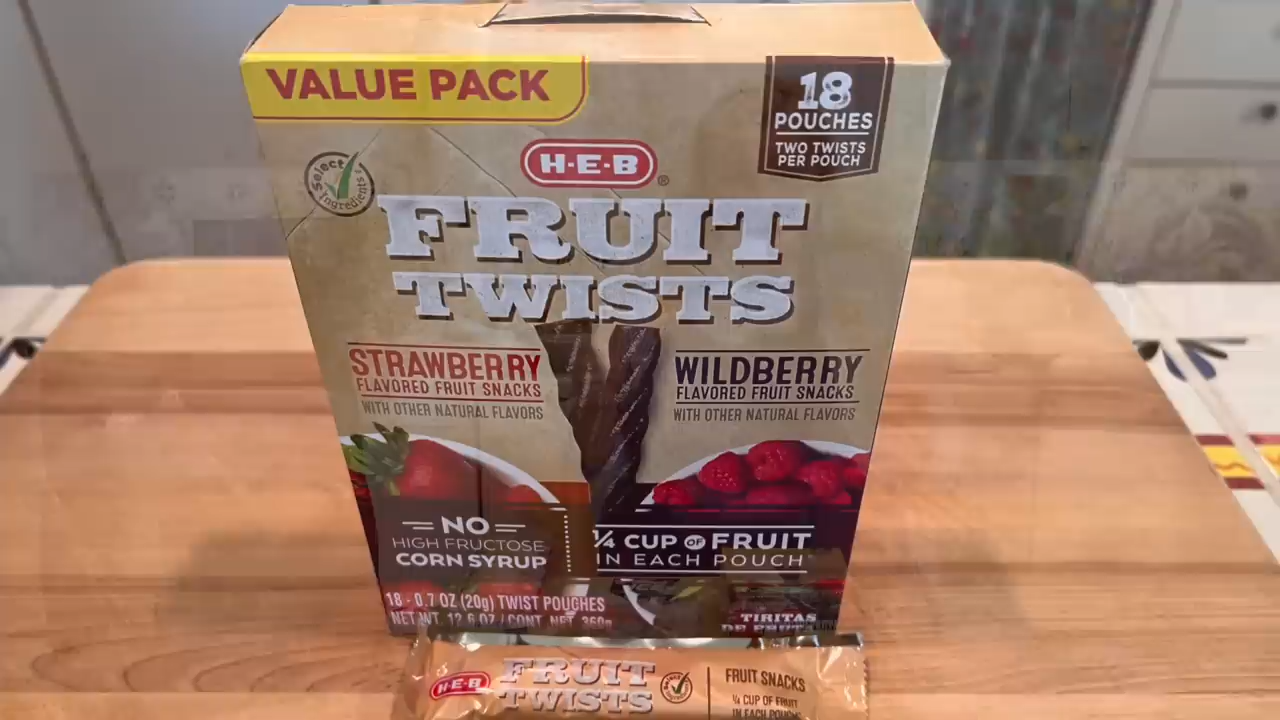 VALUE PACK
18
POUCHES
TWO TWISTS
PER POUCH
Select
Ingredients
H-E-B®
FRUIT
TWISTS
STRAWBERRY
FLAVORED FRUIT SNACKS
WITH OTHER NATURAL FLAVORS
WILDBERRY
FLAVORED FRUIT SNACKS
WITH OTHER NATURAL FLAVORS
NO
HIGH FRUCTOSE
CORN SYRUP
¼ CUP OF FRUIT
IN EACH POUCH
18 - 0.7 OZ (20g) TWIST POUCHES
NET WT. 12.6 OZ / CONT. NET. 360g
TIRITAS
DE FRUTA
H-E-B
FRUIT
TWISTS
FRUIT SNACKS
¼ CUP OF FRUIT
IN EACH POUCH